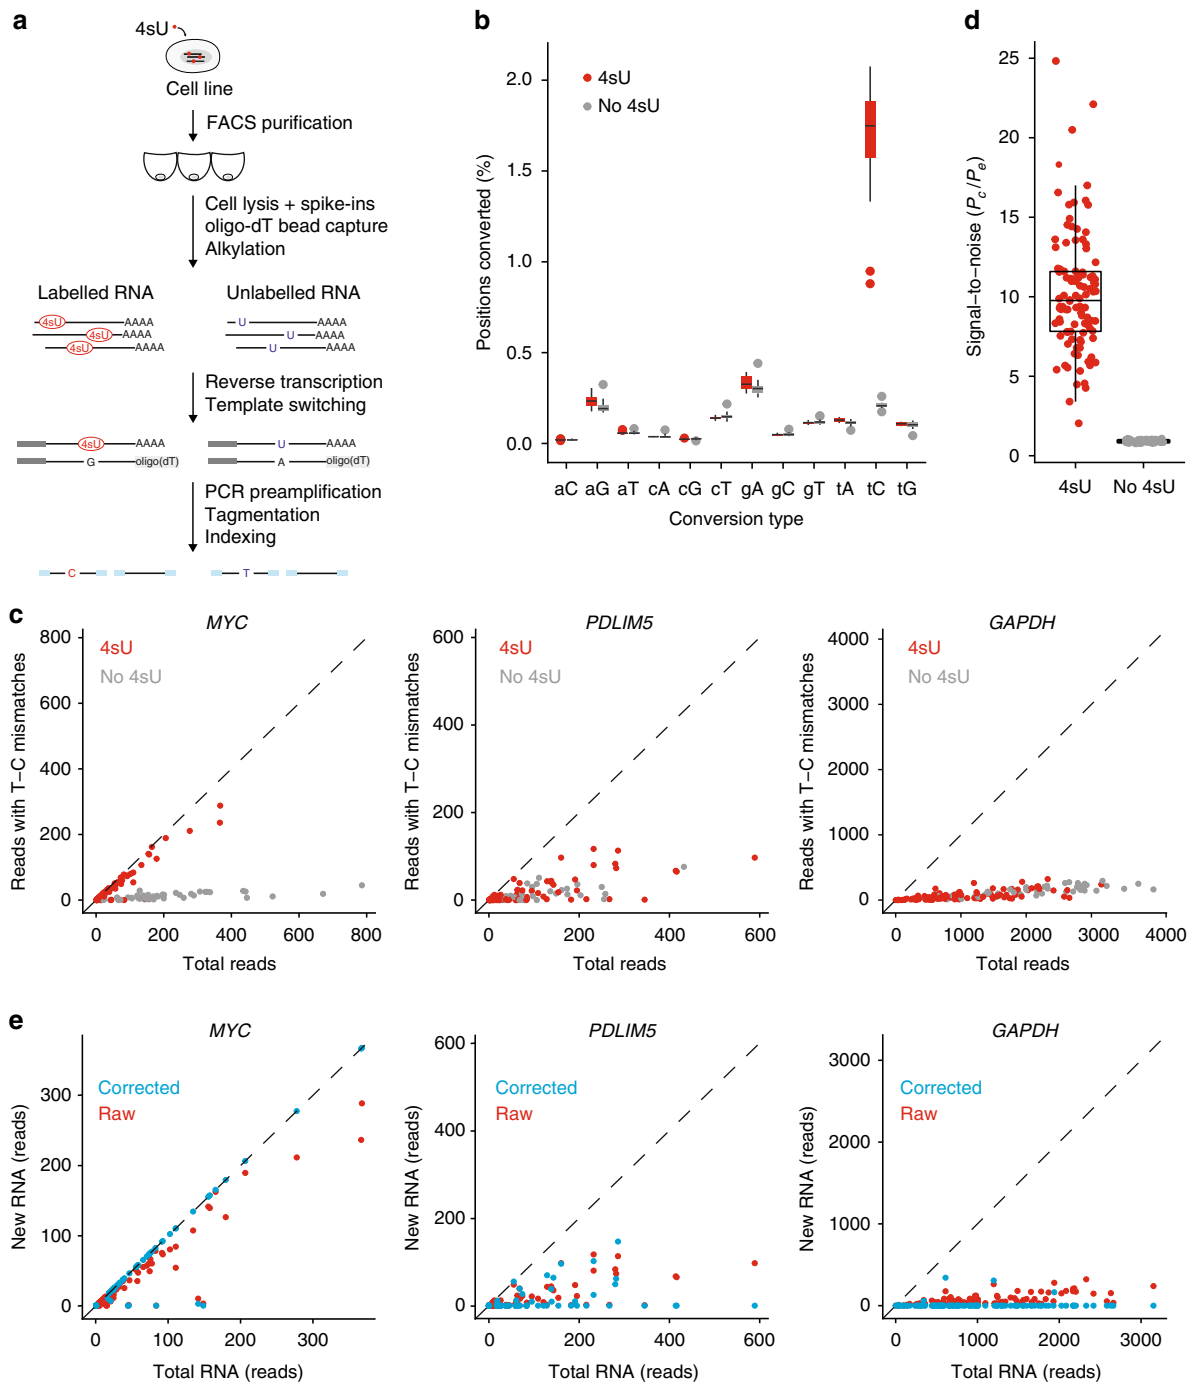 a
4sU
Cell line
FACS purification
Cell lysis + spike-ins
oligo-dT bead capture
Alkylation
Labelled RNA
Unlabelled RNA
4sU AAAA
4sU AAAA
4sU AAAA
U AAAA
U AAAA
U AAAA
Reverse transcription
Template switching
4sU AAAA
G oligo(dT)
U AAAA
A oligo(dT)
PCR preamplification
Tagmentation
Indexing
C
T
b
Positions converted (%)
2.0
1.5
1.0
0.5
0.0
4sU
No 4sU
aC aG aT cA cG cT gA gC gT tA tC tG
Conversion type
d
Signal-to-noise (Pc/Pe)
25
20
15
10
5
0
4sU No 4sU
c
MYC
Reads with T–C mismatches
800
600
400
200
0
4sU
No 4sU
0 200 400 600 800
Total reads
PDLIM5
Reads with T–C mismatches
600
400
200
0
4sU
No 4sU
0 200 400 600
Total reads
GAPDH
Reads with T–C mismatches
4000
3000
2000
1000
0
4sU
No 4sU
0 1000 2000 3000 4000
Total reads
e
MYC
New RNA (reads)
300
200
100
0
Corrected
Raw
0 100 200 300
Total RNA (reads)
PDLIM5
New RNA (reads)
600
400
200
0
Corrected
Raw
0 200 400 600
Total RNA (reads)
GAPDH
New RNA (reads)
3000
2000
1000
0
Corrected
Raw
0 1000 2000 3000
Total RNA (reads)